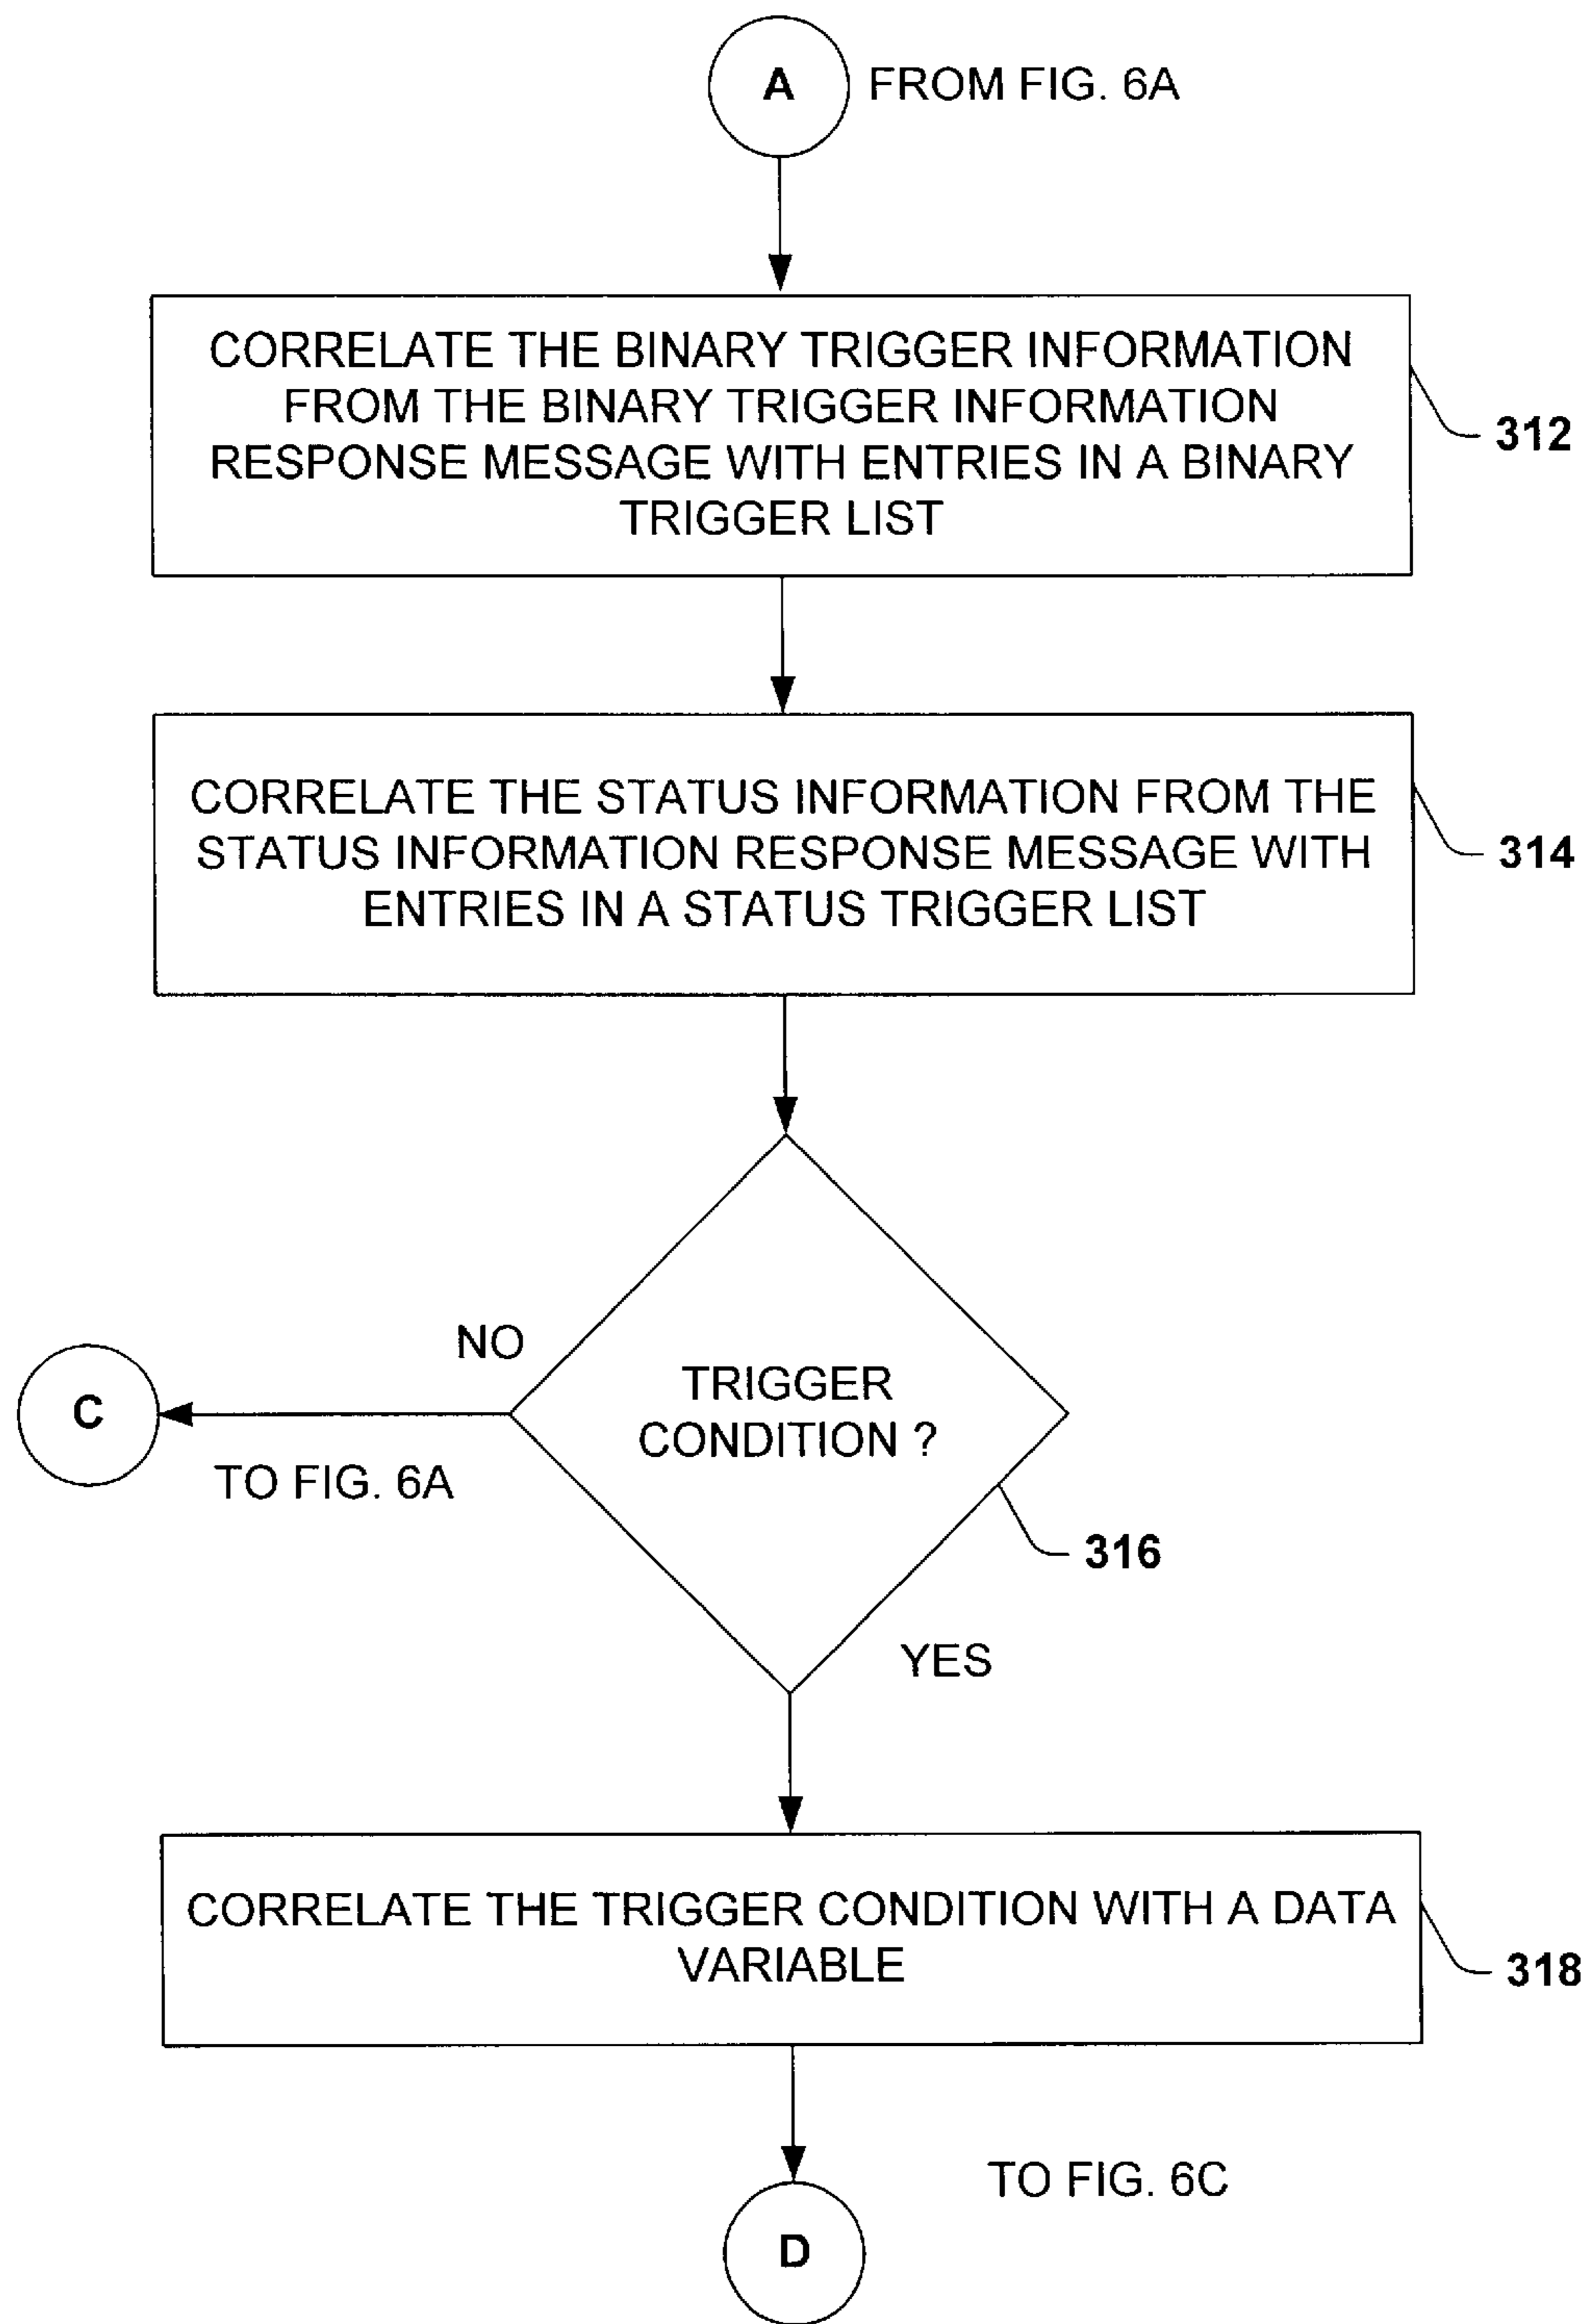 A
FROM FIG. 6A
CORRELATE THE BINARY TRIGGER INFORMATION
FROM THE BINARY TRIGGER INFORMATION
RESPONSE MESSAGE WITH ENTRIES IN A BINARY
TRIGGER LIST
312
CORRELATE THE STATUS INFORMATION FROM THE
STATUS INFORMATION RESPONSE MESSAGE WITH
ENTRIES IN A STATUS TRIGGER LIST
314
NO
TRIGGER
CONDITION ?
C
TO FIG. 6A
316
YES
CORRELATE THE TRIGGER CONDITION WITH A DATA
VARIABLE
318
TO FIG. 6C
D